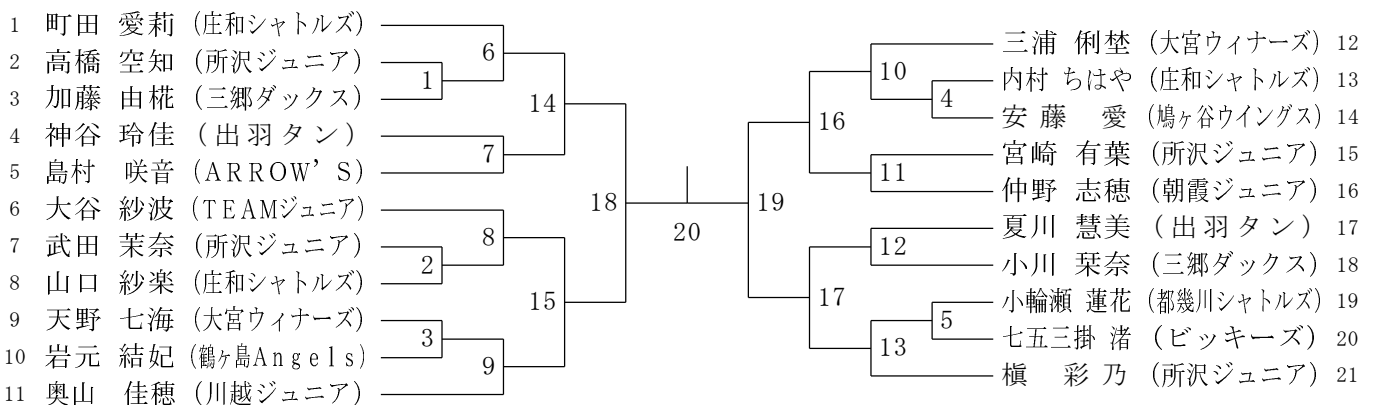 1 町田 愛莉 (庄和シャトルズ)
2 高橋 空知 (所沢ジュニア)
3 加藤 由椛 (三郷ダックス)
4 神谷 玲佳 (出羽タン)
5 島村 咲音 (ARROW'S)
6 大谷 紗波 (TEAMジュニア)
7 武田 茉奈 (所沢ジュニア)
8 山口 紗楽 (庄和シャトルズ)
9 天野 七海 (大宮ウィナーズ)
10 岩元 結妃 (鶴ヶ島Angels)
11 奥山 佳穂 (川越ジュニア)
6
1
14
7
18
8
2
15
3
9
20
19
16
10
4
11
17
12
5
13
三浦 俐埜 (大宮ウィナーズ) 12
内村 ちはや (庄和シャトルズ) 13
安藤 愛 (鳩ヶ谷ウイングス) 14
宮崎 有葉 (所沢ジュニア) 15
仲野 志穂 (朝霞ジュニア) 16
夏川 慧美 (出羽タン) 17
小川 栞奈 (三郷ダックス) 18
小輪瀬 蓮花 (都幾川シャトルズ) 19
七五三掛 渚 (ビッキーズ) 20
槇 彩乃 (所沢ジュニア) 21